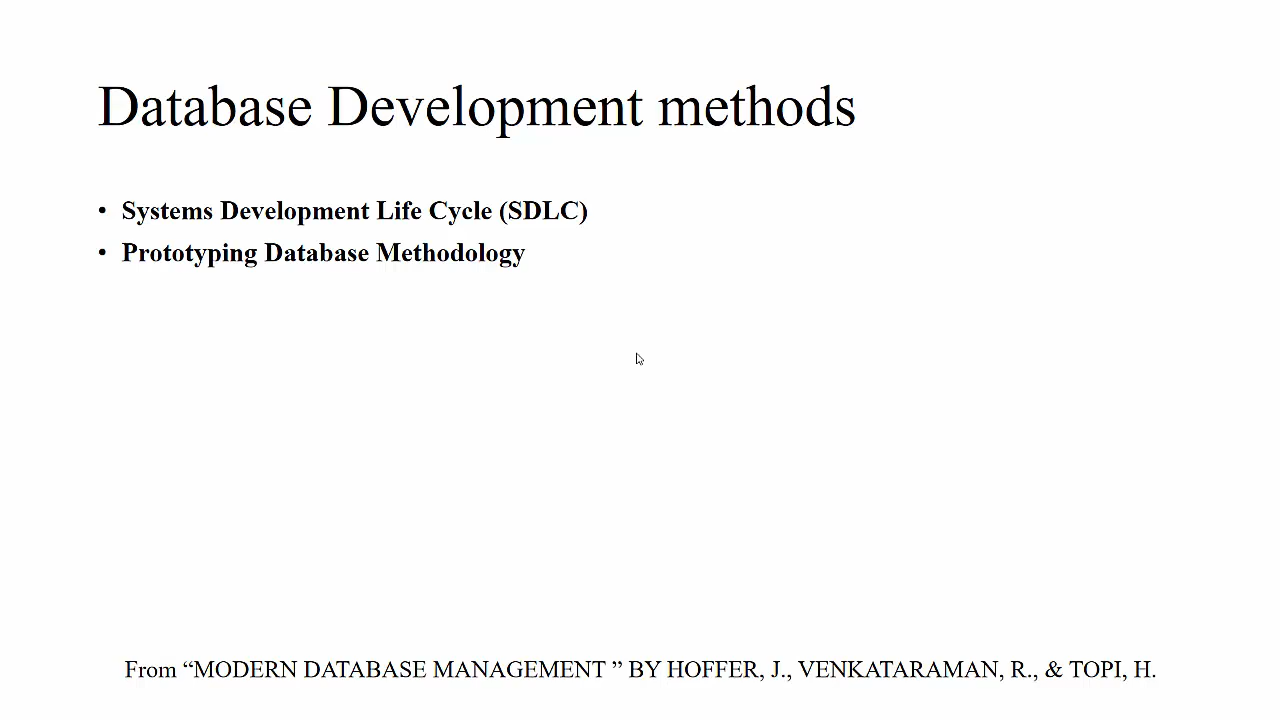 Database Development methods
• Systems Development Life Cycle (SDLC)
• Prototyping Database Methodology
From “MODERN DATABASE MANAGEMENT ” BY HOFFER, J., VENKATARAMAN, R., & TOPI, H.